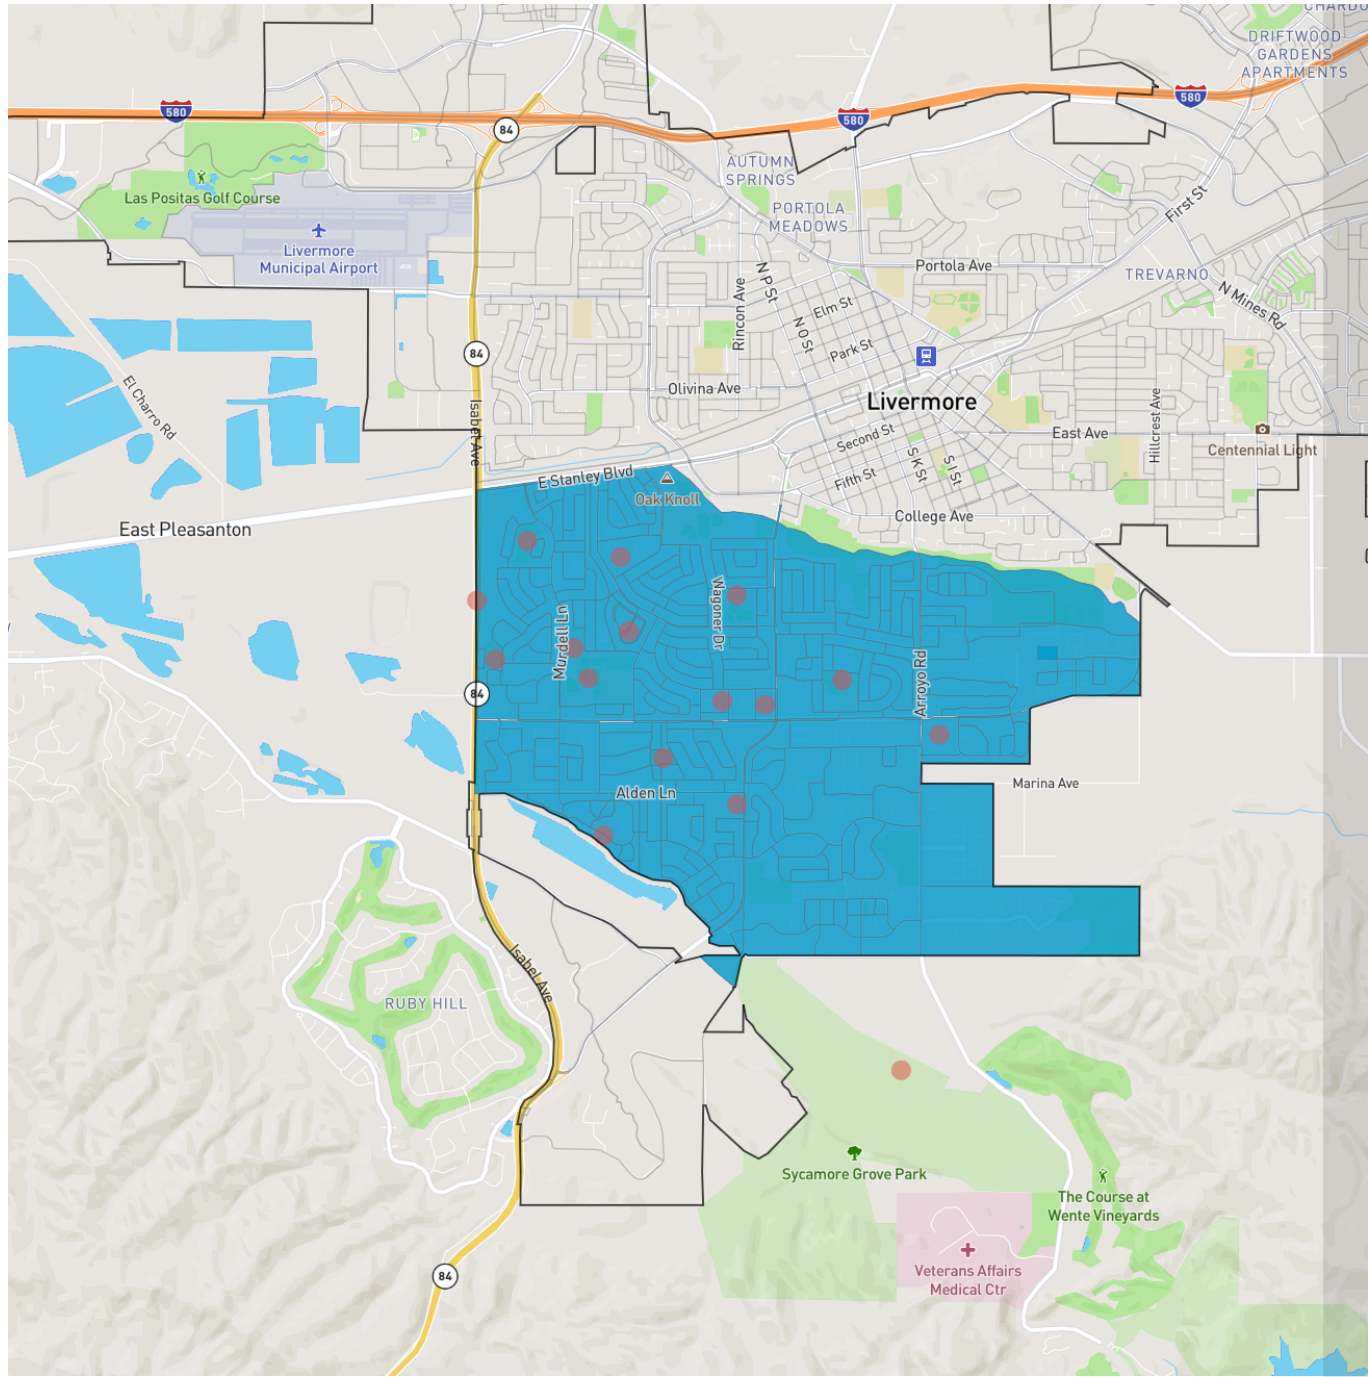 CHARDO
DRIFTWOOD
GARDENS
APARTMENTS
580
580
580
84
AUTUMN
SPRINGS
Las Positas Golf Course
First St
PORTOLA
MEADOWS
Livermore
Municipal Airport
Portola Ave
TREVARNO
N P St
N Mines Rd
Elm St
Rincon Ave
N O St
84
Park St
El Charro Rd
Olivina Ave
Livermore
Isabel Ave
Hillcrest Ave
Second St
East Ave
Centennial Light
S K St
S I St
E Stanley Blvd
Fifth St
Oak Knoll
College Ave
East Pleasanton
Wagoner Dr
Murdell Ln
Arroyo Rd
84
Marina Ave
Alden Ln
Isabel Ave
RUBY HILL
Sycamore Grove Park
The Course at
Wente Vineyards
Veterans Affairs
Medical Ctr
84